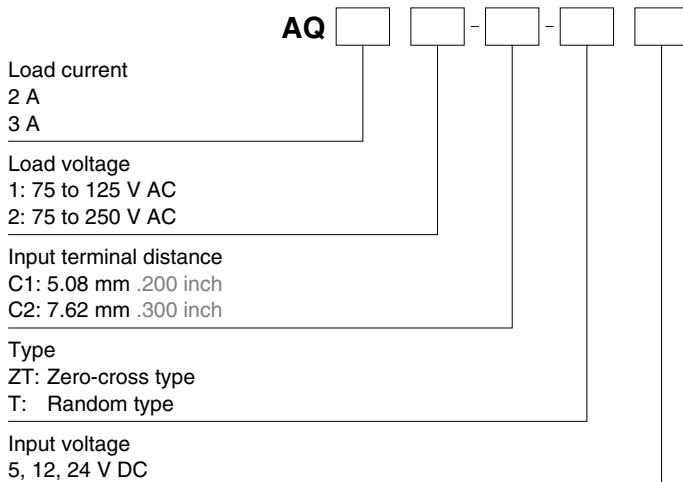 AQ - -
Load current
2 A
3 A
Load voltage
1: 75 to 125 V AC
2: 75 to 250 V AC
Input terminal distance
C1: 5.08 mm .200 inch
C2: 7.62 mm .300 inch
Type
ZT: Zero-cross type
T: Random type
Input voltage
5, 12, 24 V DC